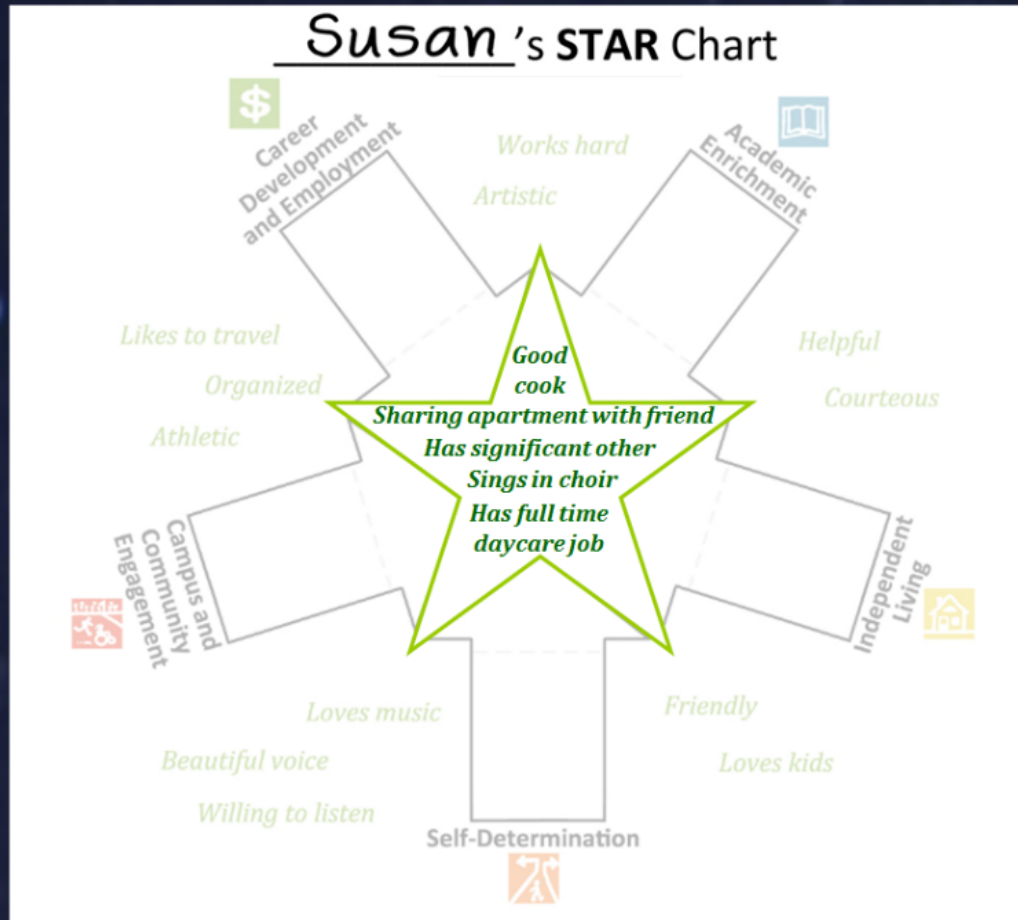 Susan's STAR Chart
$
Career
Development
and Employment
Works hard
Artistic
Academic
Enrichment
Likes to travel
Organized
Athletic
Helpful
Courteous
Good
cook
Sharing apartment with friend
Has significant other
Sings in choir
Has full time
daycare job
Campus and
Community
Engagement
Independent
Living
Loves music
Beautiful voice
Willing to listen
Friendly
Loves kids
Self-Determination